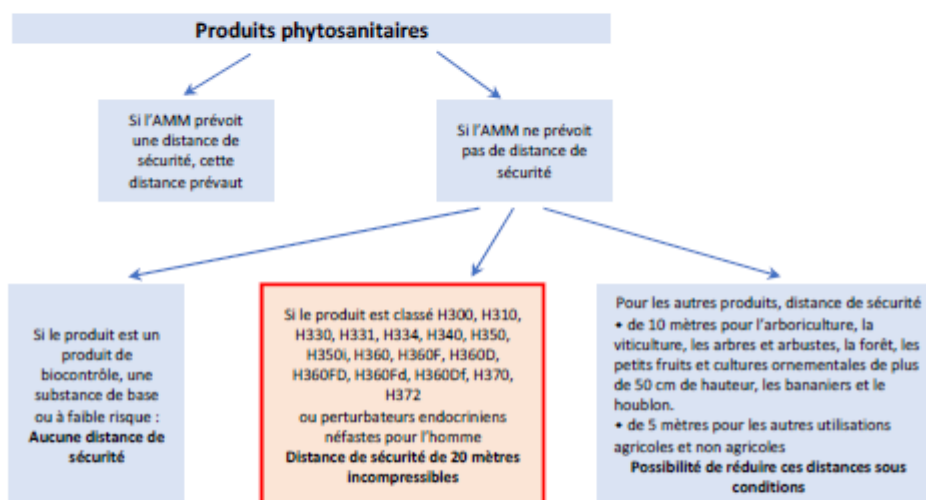 Produits phytosanitaires
Si l'AMM prévoit
une distance de
sécurité, cette
distance prévaut
Si l'AMM ne prévoit
pas de distance de
sécurité
Si le produit est un
produit de
biocontrôle, une
substance de base
ou à faible risque :
Aucune distance de
sécurité
Si le produit est classé H300, H310,
H330, H331, H334, H340, H350,
H350i, H360, H360F, H360D,
H360FD, H360Fd, H360Df, H370,
H372
ou perturbateurs endocriniens
néfastes pour l'homme
Distance de sécurité de 20 mètres
incompressibles
Pour les autres produits, distance de sécurité
• de 10 mètres pour l'arboriculture, la
viticulture, les arbres et arbustes, la forêt, les
petits fruits et cultures ornementales de plus
de 50 cm de hauteur, les bananiers et le
houblon.
• de 5 mètres pour les autres utilisations
agricoles et non agricoles
Possibilité de réduire ces distances sous
conditions